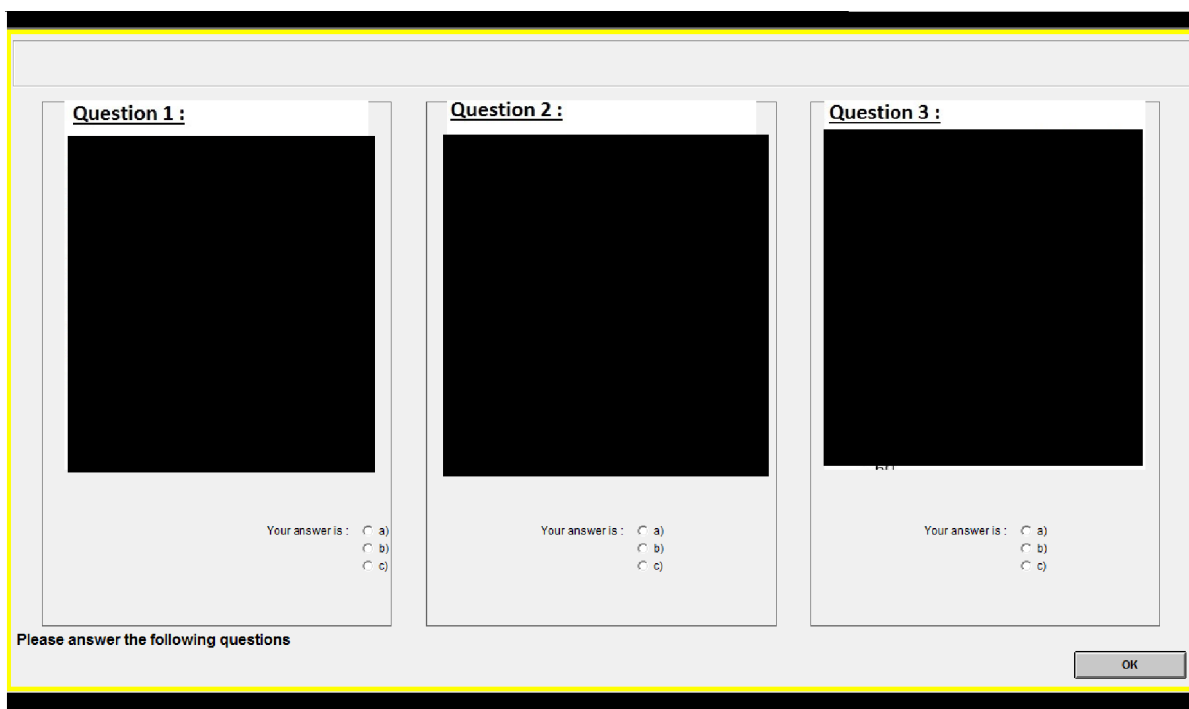 Question 1 :
Your answer is : a)
b)
c)
Question 2 :
Your answer is : a)
b)
c)
Question 3 :
Your answer is : a)
b)
c)
Please answer the following questions
OK